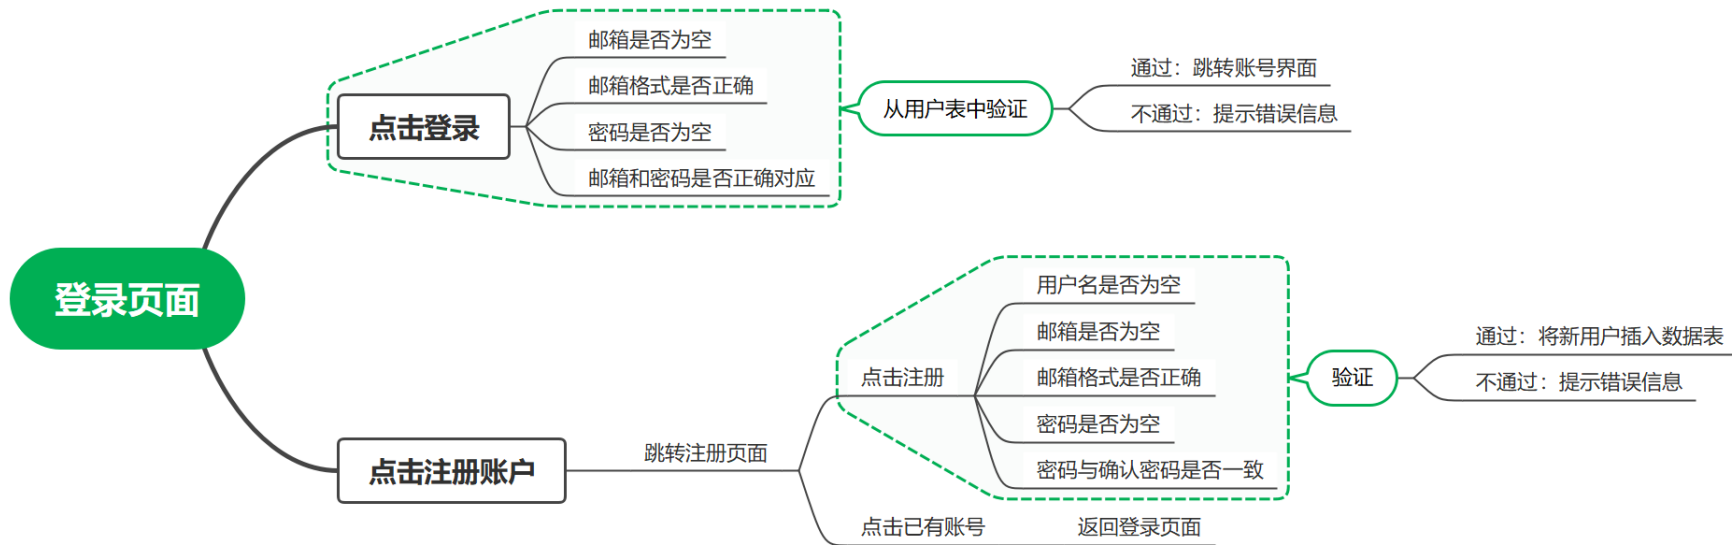 登录页面
点击登录
邮箱是否为空
邮箱格式是否正确
密码是否为空
邮箱和密码是否正确对应
从用户表中验证
通过：跳转账号界面
不通过：提示错误信息
点击注册账户
跳转注册页面
点击注册
用户名是否为空
邮箱是否为空
邮箱格式是否正确
密码是否为空
密码与确认密码是否一致
验证
通过：将新用户插入数据表
不通过：提示错误信息
点击已有账号
返回登录页面